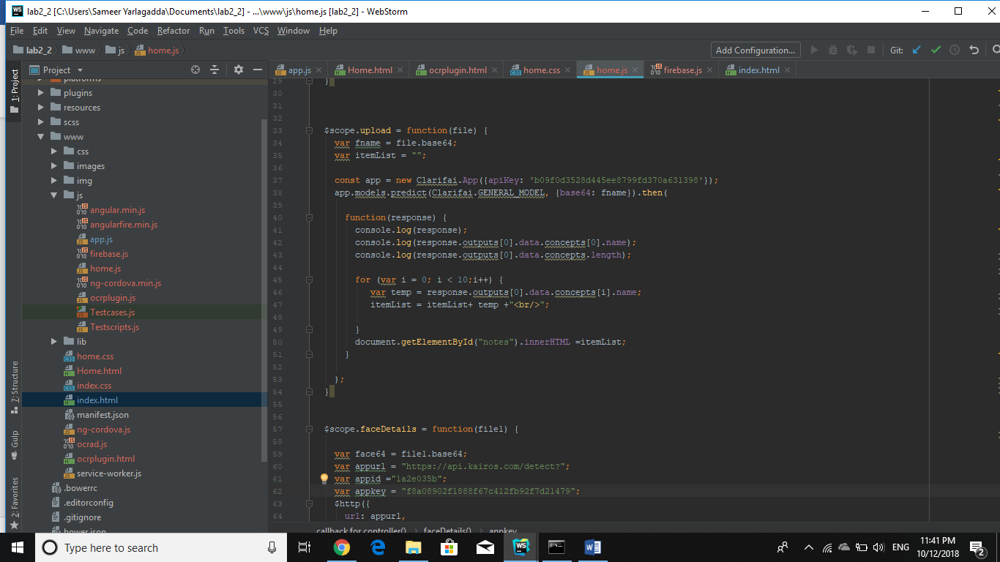 lab2_2 [C:\Users\Sameer Yarlagadda\Documents\lab2_2] - ...\www\js\home.js [lab2_2] - WebStorm
File Edit View Navigate Code Refactor Run Tools VCS Window Help
lab2_2 www js home.js Add Configuration... Git:
1: Project
Project
app.js Home.html ocrplugin.html home.css home.js firebase.js index.html
platforms
plugins
resources
scss
www
css
images
img
js
angular.min.js
angularfire.min.js
app.js
firebase.js
home.js
ng-cordova.min.js
ocrplugin.js
Testcases.js
Testscripts.js
lib
home.css
Home.html
index.css
index.html
manifest.json
ng-cordova.js
ocrad.js
ocrplugin.html
service-worker.js
.bowerrc
.editorconfig
.gitignore
bower.json
7: Structure
Gulp
2: Favorites
29 }
30
31
32
33 $scope.upload = function(file) {
34 var fname = file.base64;
35 var itemList = "";
36
37 const app = new Clarifai.App({apiKey: 'b09f0d3528d445ee8799fd370a631398'});
38 app.models.predict(Clarifai.GENERAL_MODEL, {base64: fname}).then(
39
40 function(response) {
41 console.log(response);
42 console.log(response.outputs[0].data.concepts[0].name);
43 console.log(response.outputs[0].data.concepts.length);
44
45 for (var i = 0; i < 10;i++) {
46 var temp = response.outputs[0].data.concepts[i].name;
47 itemList = itemList+ temp +"<br/>";
48
49 }
50 document.getElementById("notes").innerHTML =itemList;
51 }
52
53 );
54 }
55
56
57 $scope.faceDetails = function(file1) {
58
59 var face64 = file1.base64;
60 var appurl = "https://api.kairos.com/detect?";
61 var appid ="1a2e035b";
62 var appkey = "f8a08902f1888f67c412fb92f7d21479";
63 $http({
64 url: appurl,
callback for controller() faceDetails() appkey
Type here to search
ENG
11:41 PM
10/12/2018
2